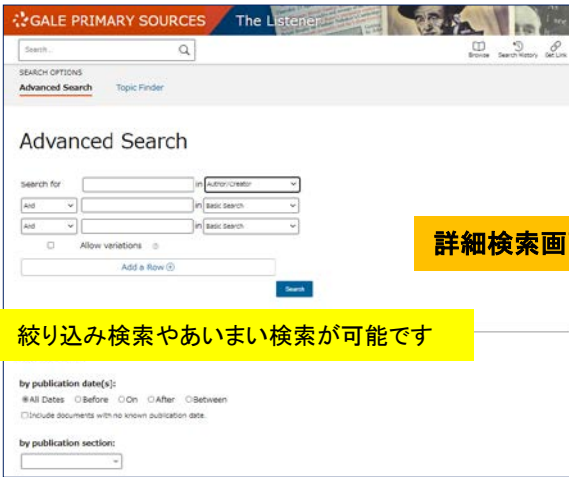 GALE PRIMARY SOURCES The Listener
Search...
Browse Search History Get Link
SEARCH OPTIONS
Advanced Search Topic Finder
Advanced Search
Search for in Author/Creator
And in Basic Search
And in Basic Search
Allow variations
Add a Row
Search
詳細検索画
絞り込み検索やあいまい検索が可能です
by publication date(s):
All Dates Before On After Between
Include documents with no known publication date.
by publication section: